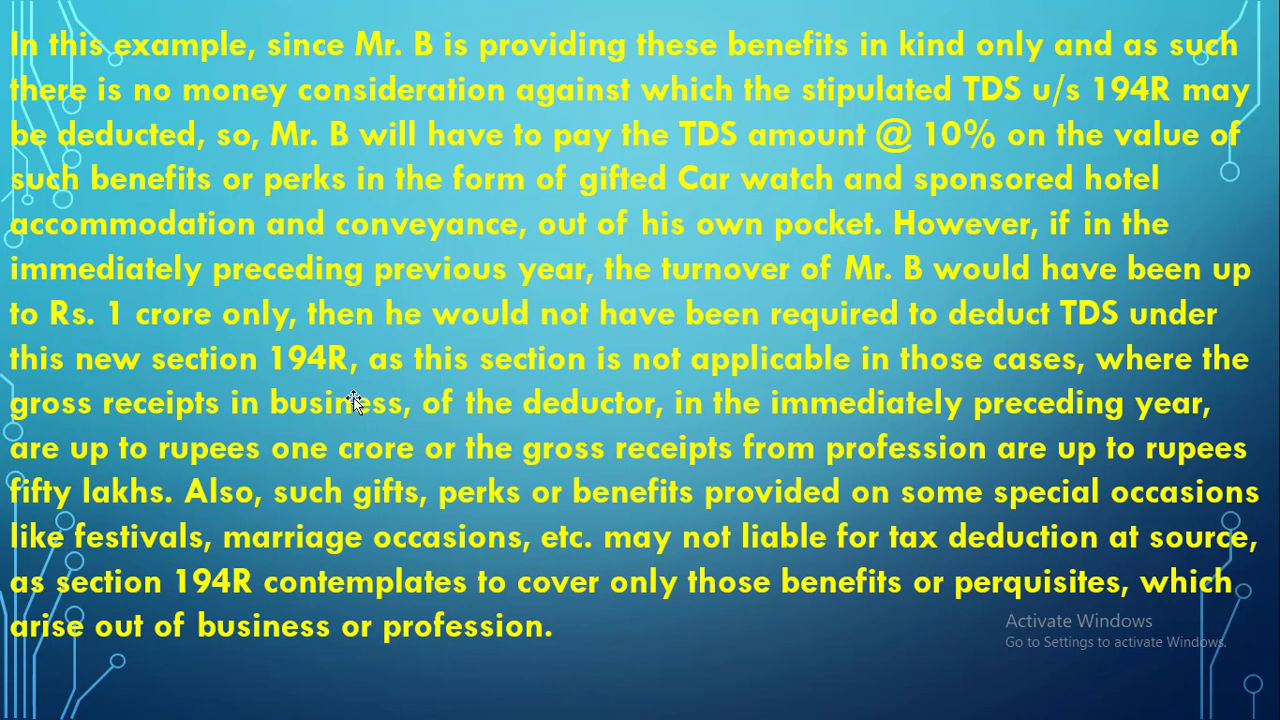 In this example, since Mr. B is providing these benefits in kind only and as such
there is no money consideration against which the stipulated TDS u/s 194R may
be deducted, so, Mr. B will have to pay the TDS amount @ 10% on the value of
such benefits or perks in the form of gifted Car watch and sponsored hotel
accommodation and conveyance, out of his own pocket. However, if in the
immediately preceding previous year, the turnover of Mr. B would have been up
to Rs. 1 crore only, then he would not have been required to deduct TDS under
this new section 194R, as this section is not applicable in those cases, where the
gross receipts in business, of the deductor, in the immediately preceding year,
are up to rupees one crore or the gross receipts from profession are up to rupees
fifty lakhs. Also, such gifts, perks or benefits provided on some special occasions
like festivals, marriage occasions, etc. may not liable for tax deduction at source,
as section 194R contemplates to cover only those benefits or perquisites, which
arise out of business or profession.
Activate Windows
Go to Settings to activate Windows.